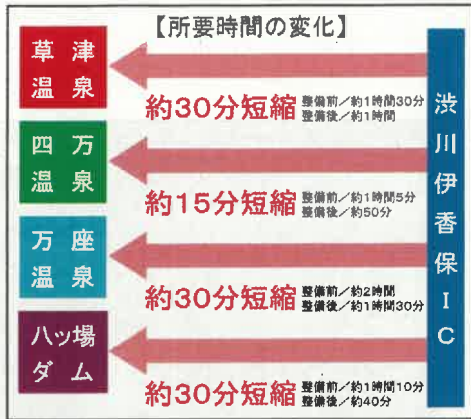 【所要時間の変化】
草津
温泉
約30分短縮
整備前／約1時間30分
整備後／約1時間
四万
温泉
約15分短縮
整備前／約1時間5分
整備後／約50分
万座
温泉
約30分短縮
整備前／約2時間
整備後／約1時間30分
八ッ場
ダム
約30分短縮
整備前／約1時間10分
整備後／約40分
渋川伊香保IC